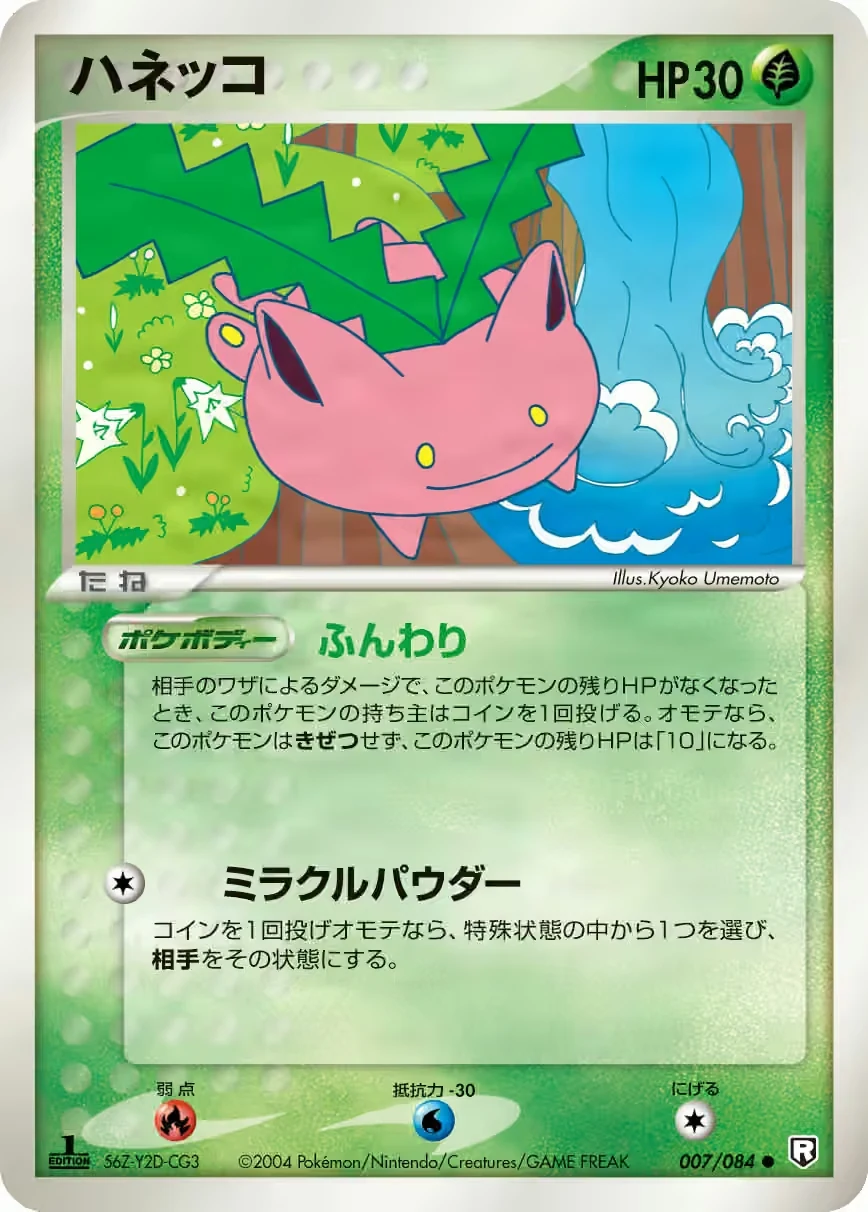 ハネッコ HP30
たね Illus.Kyoko Umemoto
ポケボディー ふんわり
相手のワザによるダメージで、このポケモンの残りHPがなくなった
とき、このポケモンの持ち主はコインを1回投げる。オモテなら、
このポケモンはきぜつせず、このポケモンの残りHPは「10」になる。
ミラクルパウダー
コインを1回投げオモテなら、特殊状態の中から1つを選び、
相手をその状態にする。
弱点 抵抗力 -30 にげる
1 EDITION 56Z-Y2D-CG3 ©2004 Pokémon/Nintendo/Creatures/GAME FREAK 007/084 ● R